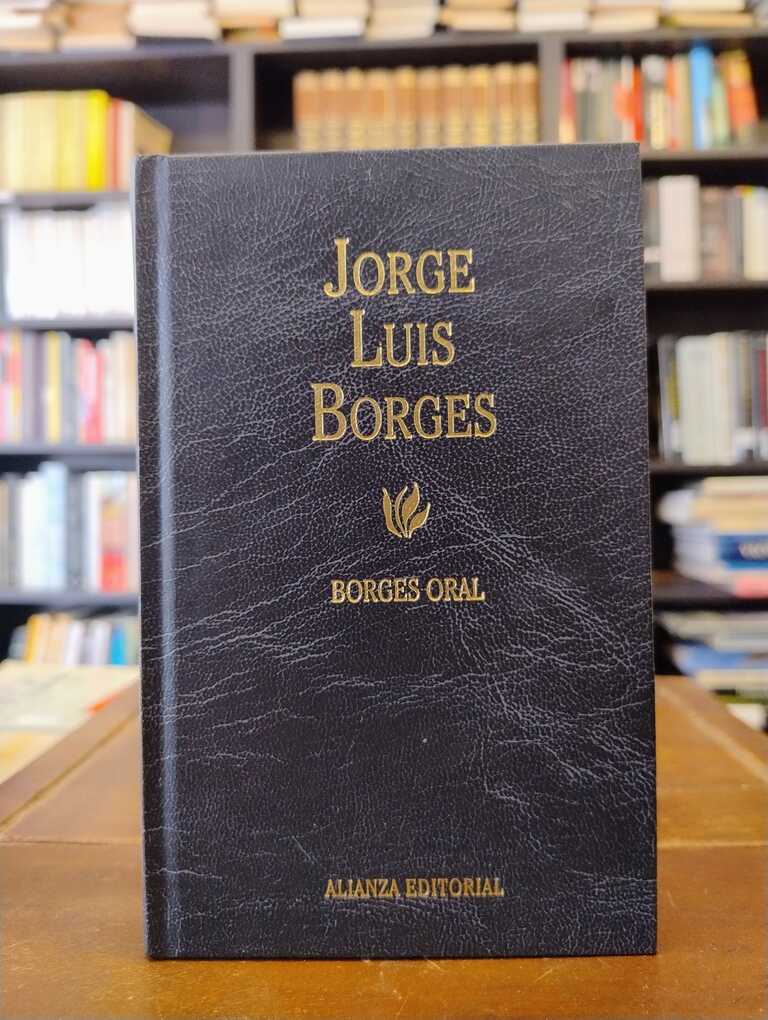 JORGE
LUIS
BORGES
BORGES ORAL
ALIANZA EDITORIAL